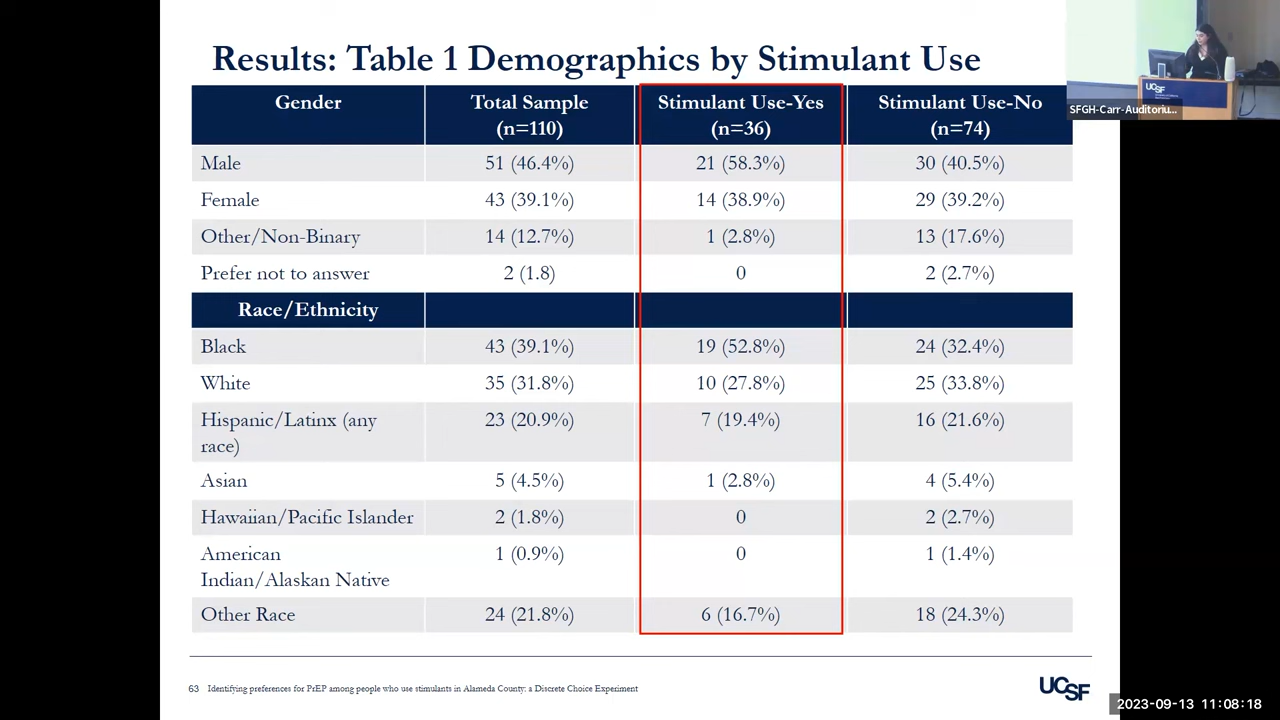 Results: Table 1 Demographics by Stimulant Use
Gender Total Sample (n=110) Stimulant Use-Yes (n=36) Stimulant Use-No (n=74)
Male 51 (46.4%) 21 (58.3%) 30 (40.5%)
Female 43 (39.1%) 14 (38.9%) 29 (39.2%)
Other/Non-Binary 14 (12.7%) 1 (2.8%) 13 (17.6%)
Prefer not to answer 2 (1.8) 0 2 (2.7%)
Race/Ethnicity
Black 43 (39.1%) 19 (52.8%) 24 (32.4%)
White 35 (31.8%) 10 (27.8%) 25 (33.8%)
Hispanic/Latinx (any race) 23 (20.9%) 7 (19.4%) 16 (21.6%)
Asian 5 (4.5%) 1 (2.8%) 4 (5.4%)
Hawaiian/Pacific Islander 2 (1.8%) 0 2 (2.7%)
American Indian/Alaskan Native 1 (0.9%) 0 1 (1.4%)
Other Race 24 (21.8%) 6 (16.7%) 18 (24.3%)
63 Identifying preferences for PrEP among people who use stimulants in Alameda County: a Discrete Choice Experiment
UCSF
UCSF
SFGH-Carr-Auditoriu...
2023-09-13 11:08:18